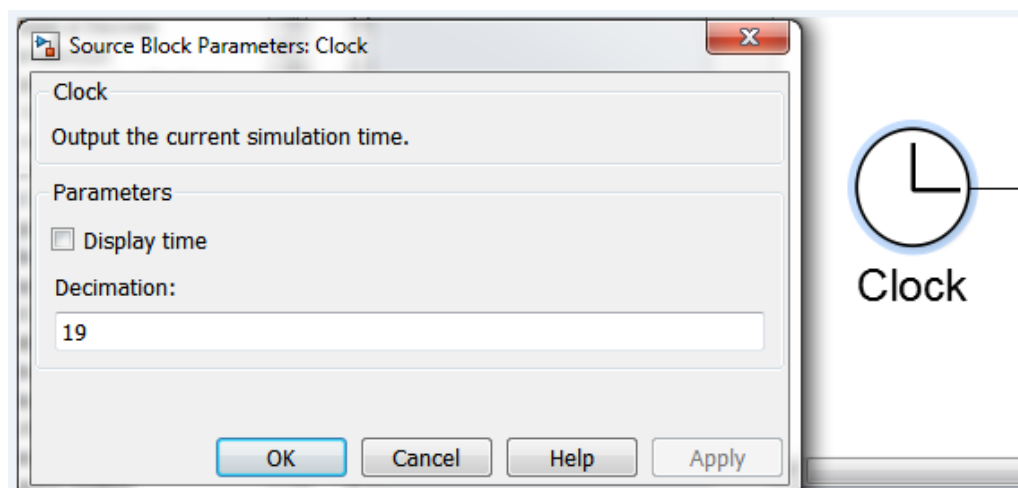 Source Block Parameters: Clock
Clock
Output the current simulation time.
Parameters
Display time
Decimation:
19
OK Cancel Help Apply
Clock